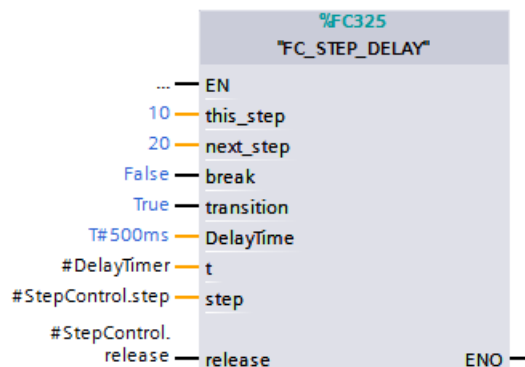 %FC325
"FC_STEP_DELAY"
... EN
10 this_step
20 next_step
False break
True transition
T#500ms DelayTime
#DelayTimer t
#StepControl.step step
#StepControl.
release release ENO